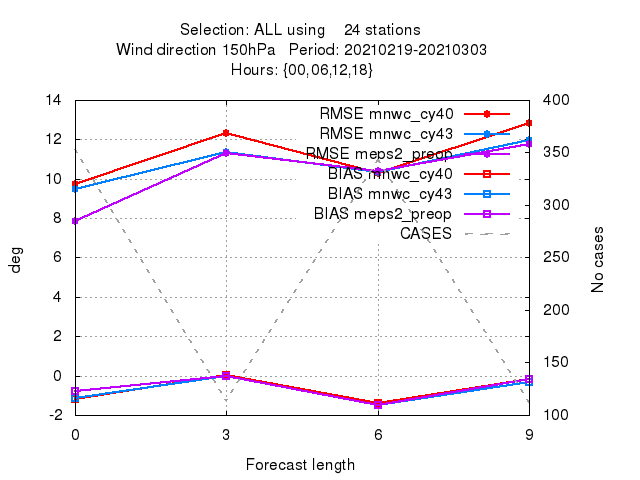 Selection: ALL using    24 stations
Wind direction 150hPa   Period: 20210219-20210303
Hours: {00,06,12,18}
14
12
10
8
6
4
2
0
-2
400
350
300
250
200
150
100
0
3
6
9
deg
No cases
Forecast length
RMSE mnwc_cy40
RMSE mnwc_cy43
RMSE meps2_preop
BIAS mnwc_cy40
BIAS mnwc_cy43
BIAS meps2_preop
CASES